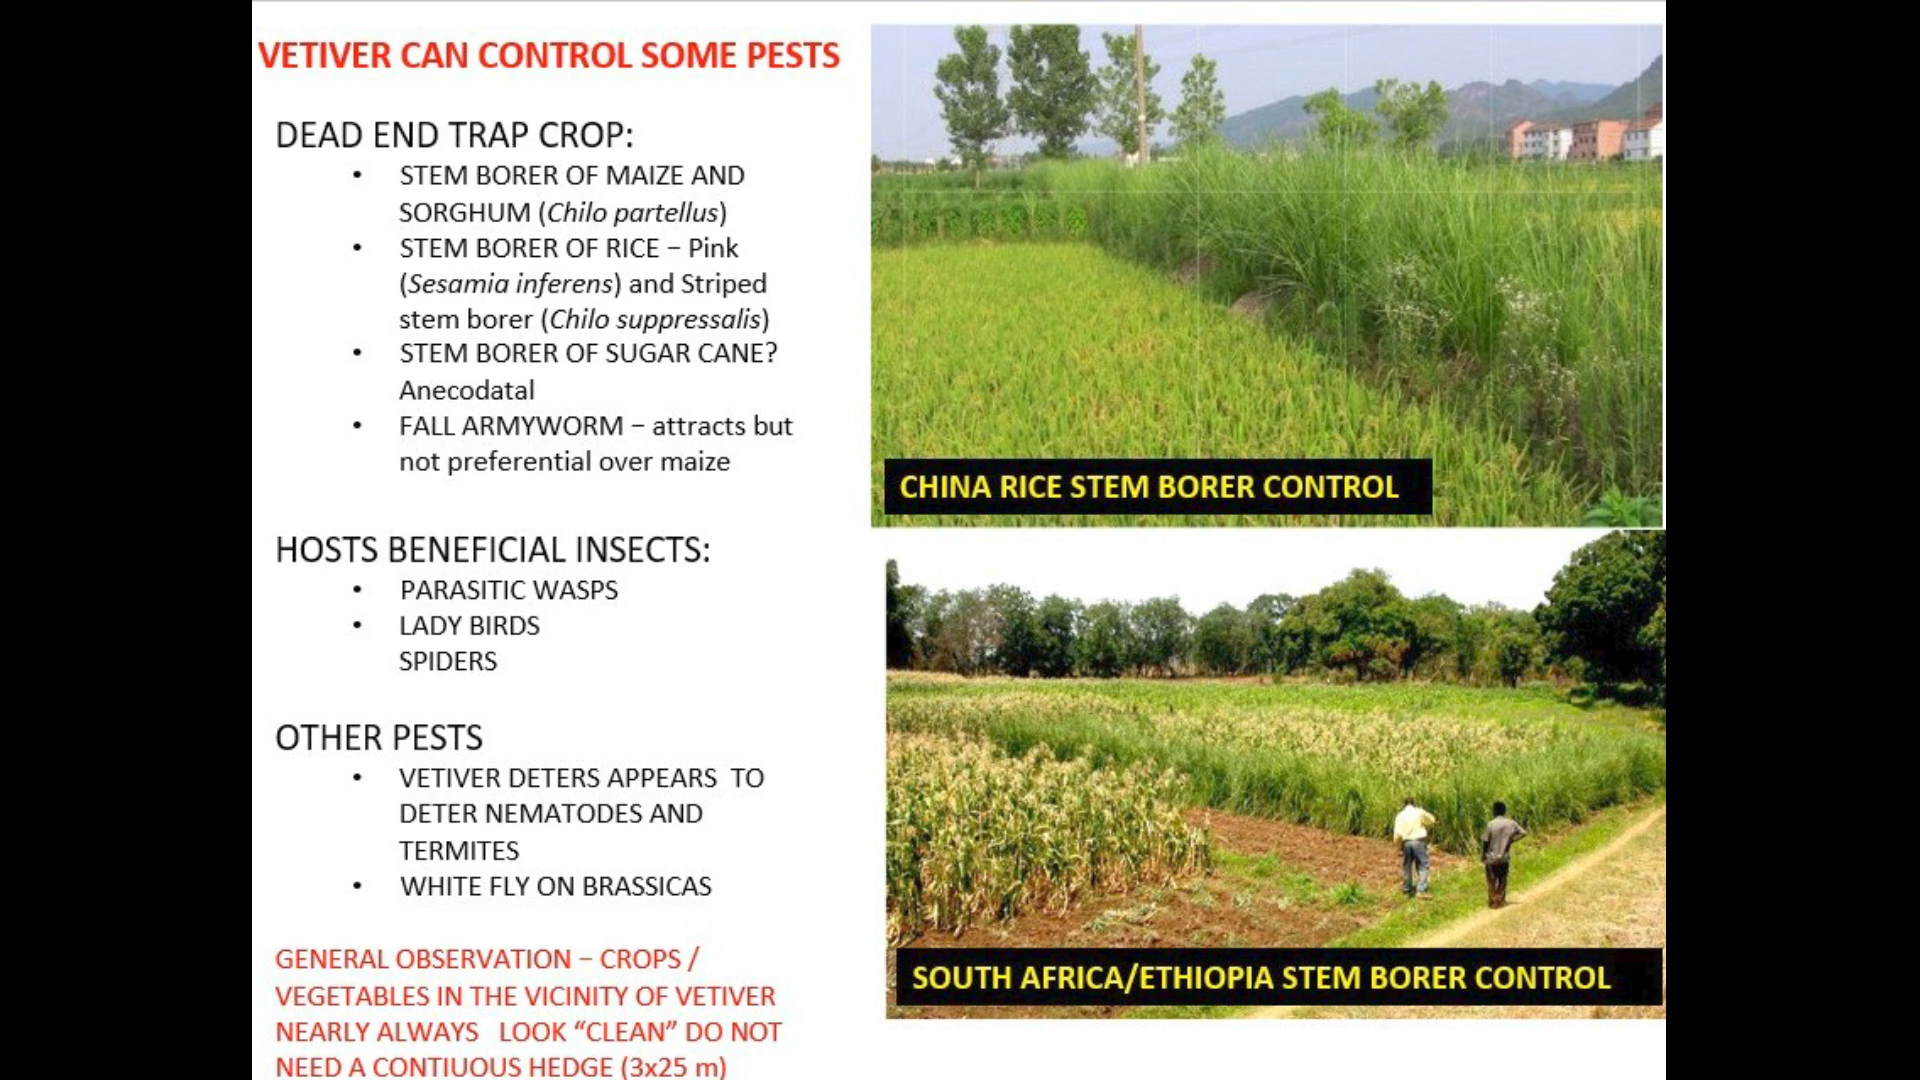 VETIVER CAN CONTROL SOME PESTS
DEAD END TRAP CROP:
• STEM BORER OF MAIZE AND
SORGHUM (Chilo partellus)
• STEM BORER OF RICE – Pink
(Sesamia inferens) and Striped
stem borer (Chilo suppressalis)
• STEM BORER OF SUGAR CANE?
Anecodatal
• FALL ARMYWORM – attracts but
not preferential over maize
HOSTS BENEFICIAL INSECTS:
• PARASITIC WASPS
• LADY BIRDS
SPIDERS
OTHER PESTS
• VETIVER DETERS APPEARS TO
DETER NEMATODES AND
TERMITES
• WHITE FLY ON BRASSICAS
GENERAL OBSERVATION – CROPS /
VEGETABLES IN THE VICINITY OF VETIVER
NEARLY ALWAYS LOOK “CLEAN” DO NOT
NEED A CONTIUOUS HEDGE (3x25 m)
CHINA RICE STEM BORER CONTROL
SOUTH AFRICA/ETHIOPIA STEM BORER CONTROL